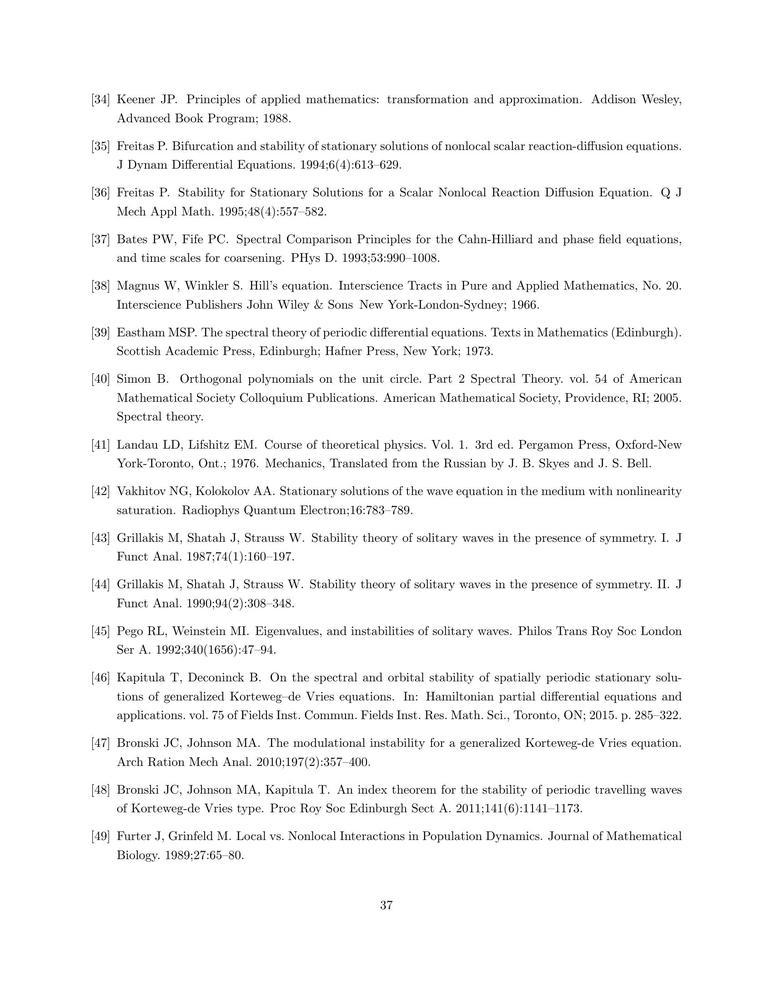 [34] Keener JP. Principles of applied mathematics: transformation and approximation. Addison Wesley,
Advanced Book Program; 1988.
[35] Freitas P. Bifurcation and stability of stationary solutions of nonlocal scalar reaction-diffusion equations.
J Dynam Differential Equations. 1994;6(4):613–629.
[36] Freitas P. Stability for Stationary Solutions for a Scalar Nonlocal Reaction Diffusion Equation. Q J
Mech Appl Math. 1995;48(4):557–582.
[37] Bates PW, Fife PC. Spectral Comparison Principles for the Cahn-Hilliard and phase field equations,
and time scales for coarsening. PHys D. 1993;53:990–1008.
[38] Magnus W, Winkler S. Hill's equation. Interscience Tracts in Pure and Applied Mathematics, No. 20.
Interscience Publishers John Wiley & Sons New York-London-Sydney; 1966.
[39] Eastham MSP. The spectral theory of periodic differential equations. Texts in Mathematics (Edinburgh).
Scottish Academic Press, Edinburgh; Hafner Press, New York; 1973.
[40] Simon B. Orthogonal polynomials on the unit circle. Part 2 Spectral Theory. vol. 54 of American
Mathematical Society Colloquium Publications. American Mathematical Society, Providence, RI; 2005.
Spectral theory.
[41] Landau LD, Lifshitz EM. Course of theoretical physics. Vol. 1. 3rd ed. Pergamon Press, Oxford-New
York-Toronto, Ont.; 1976. Mechanics, Translated from the Russian by J. B. Skyes and J. S. Bell.
[42] Vakhitov NG, Kolokolov AA. Stationary solutions of the wave equation in the medium with nonlinearity
saturation. Radiophys Quantum Electron;16:783–789.
[43] Grillakis M, Shatah J, Strauss W. Stability theory of solitary waves in the presence of symmetry. I. J
Funct Anal. 1987;74(1):160–197.
[44] Grillakis M, Shatah J, Strauss W. Stability theory of solitary waves in the presence of symmetry. II. J
Funct Anal. 1990;94(2):308–348.
[45] Pego RL, Weinstein MI. Eigenvalues, and instabilities of solitary waves. Philos Trans Roy Soc London
Ser A. 1992;340(1656):47–94.
[46] Kapitula T, Deconinck B. On the spectral and orbital stability of spatially periodic stationary solu-
tions of generalized Korteweg–de Vries equations. In: Hamiltonian partial differential equations and
applications. vol. 75 of Fields Inst. Commun. Fields Inst. Res. Math. Sci., Toronto, ON; 2015. p. 285–322.
[47] Bronski JC, Johnson MA. The modulational instability for a generalized Korteweg-de Vries equation.
Arch Ration Mech Anal. 2010;197(2):357–400.
[48] Bronski JC, Johnson MA, Kapitula T. An index theorem for the stability of periodic travelling waves
of Korteweg-de Vries type. Proc Roy Soc Edinburgh Sect A. 2011;141(6):1141–1173.
[49] Furter J, Grinfeld M. Local vs. Nonlocal Interactions in Population Dynamics. Journal of Mathematical
Biology. 1989;27:65–80.
37